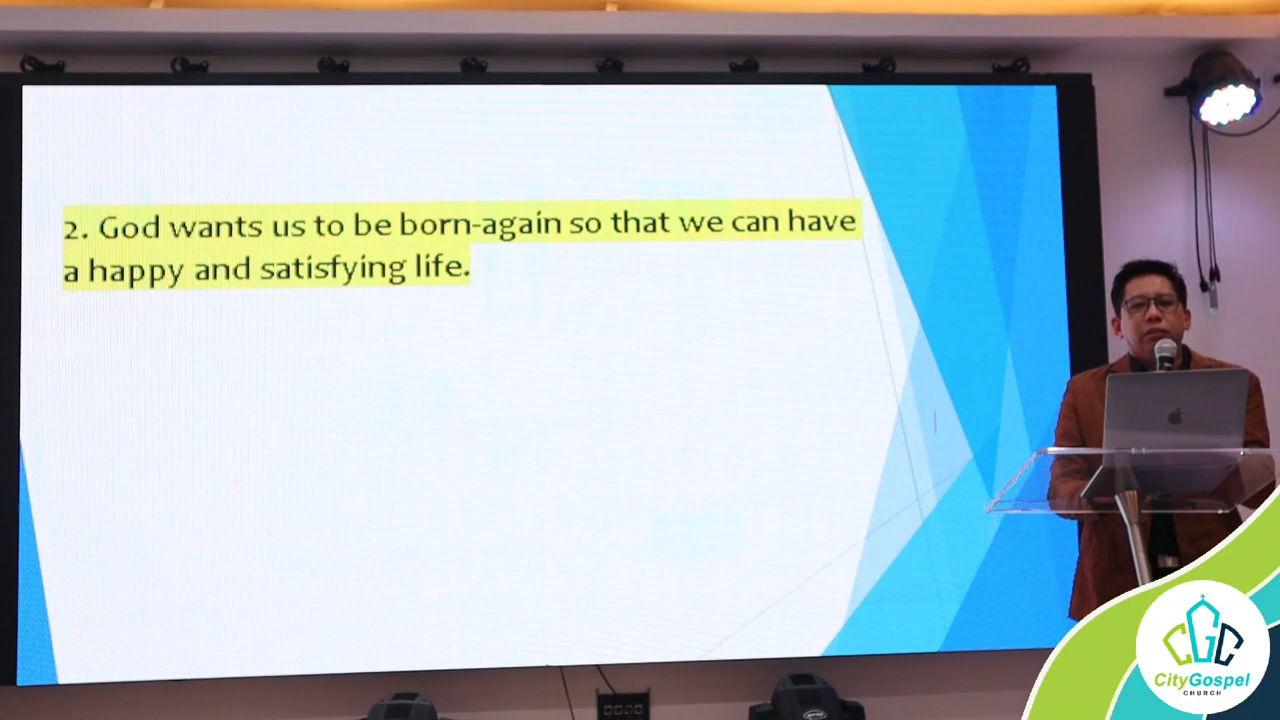 2. God wants us to be born-again so that we can have
a happy and satisfying life.
CGC
CityGospel
CHURCH